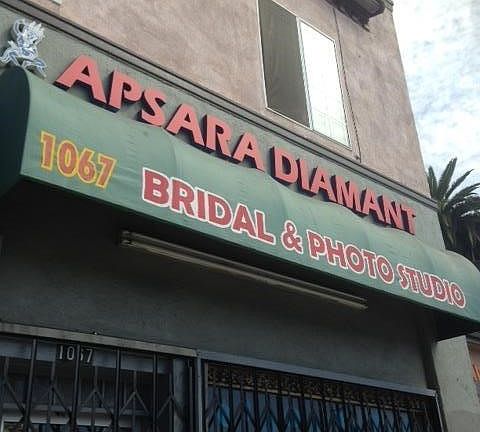 APSARA DIAMANT
1067 BRIDAL & PHOTO STUDIO
1067